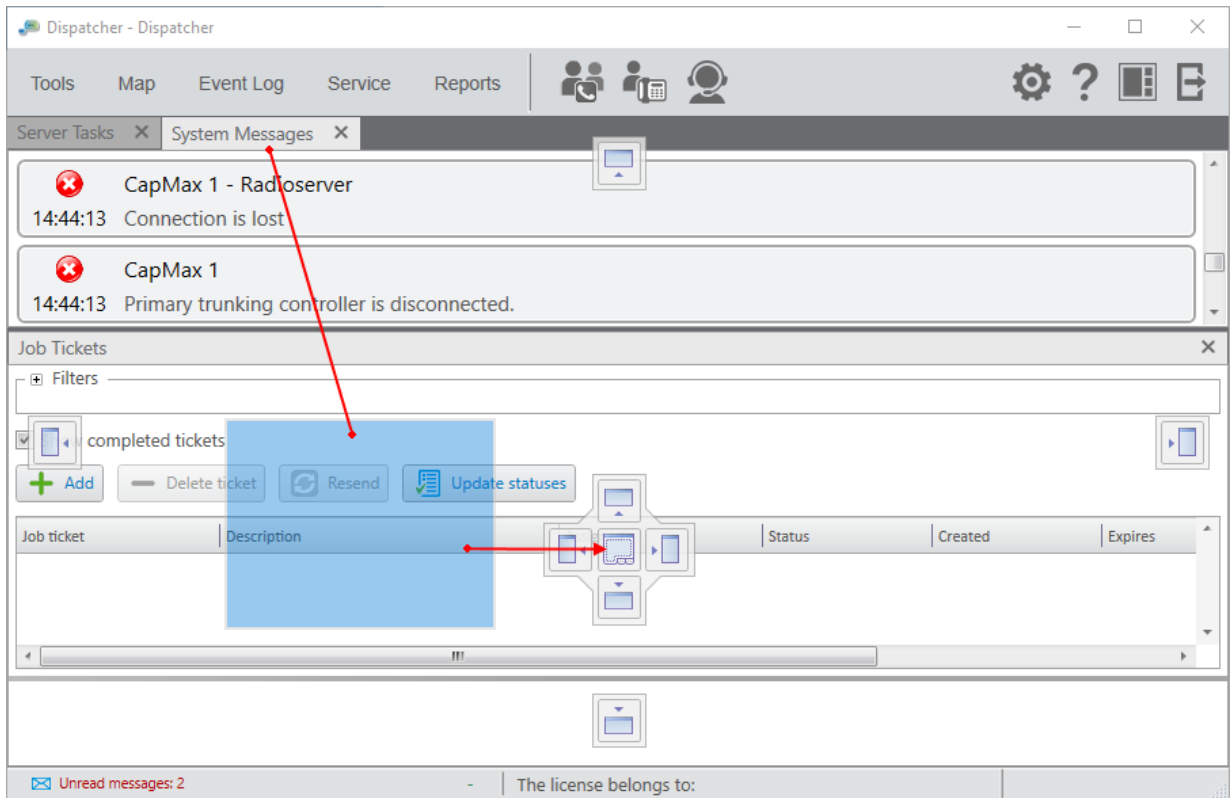 Dispatcher - Dispatcher
Tools Map Event Log Service Reports
Server Tasks System Messages
CapMax 1 - Radioserver
14:44:13 Connection is lost
CapMax 1
14:44:13 Primary trunking controller is disconnected.
Job Tickets
Filters
completed tickets
Add Delete ticket Resend Update statuses
Job ticket Description Status Created Expires
Unread messages: 2 - The license belongs to: